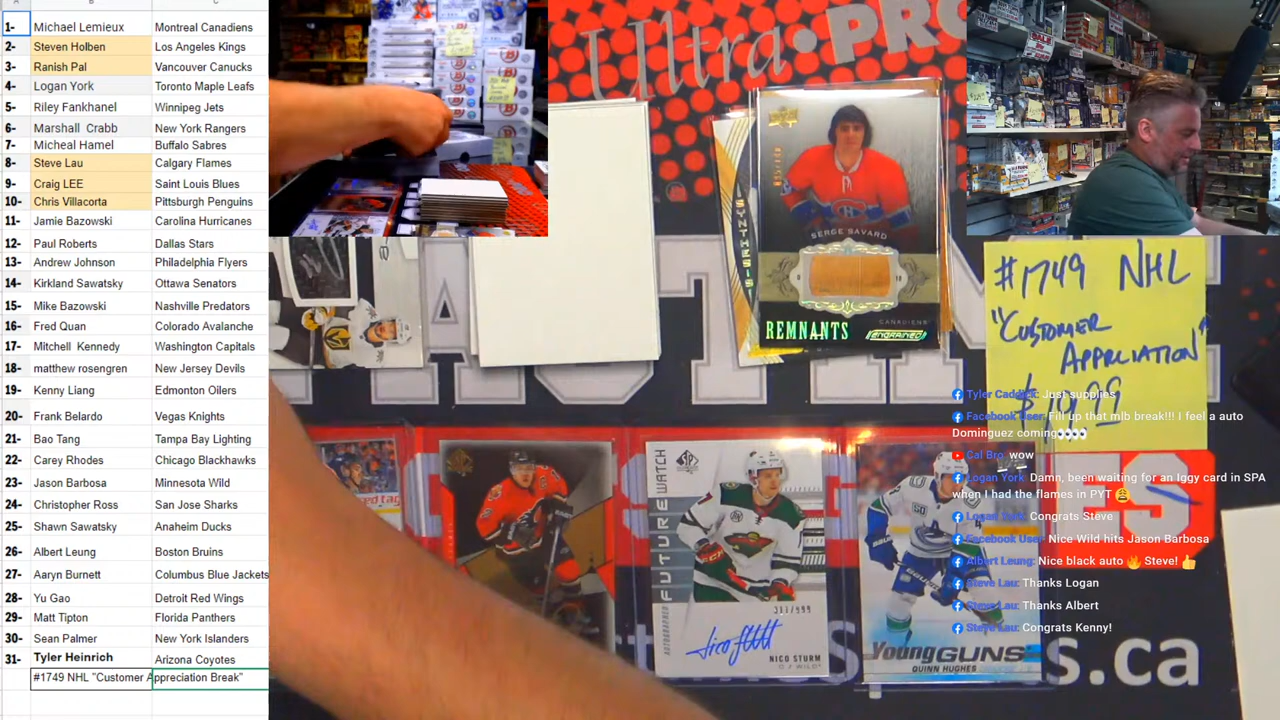 1- Michael Lemieux Montreal Canadiens
2- Steven Holben Los Angeles Kings
3- Ranish Pal Vancouver Canucks
4- Logan York Toronto Maple Leafs
5- Riley Fankhanel Winnipeg Jets
6- Marshall Crabb New York Rangers
7- Micheal Hamel Buffalo Sabres
8- Steve Lau Calgary Flames
9- Craig LEE Saint Louis Blues
10- Chris Villacorta Pittsburgh Penguins
11- Jamie Bazowski Carolina Hurricanes
12- Paul Roberts Dallas Stars
13- Andrew Johnson Philadelphia Flyers
14- Kirkland Sawatsky Ottawa Senators
15- Mike Bazowski Nashville Predators
16- Fred Quan Colorado Avalanche
17- Mitchell Kennedy Washington Capitals
18- matthew rosengren New Jersey Devils
19- Kenny Liang Edmonton Oilers
20- Frank Belardo Vegas Knights
21- Bao Tang Tampa Bay Lighting
22- Carey Rhodes Chicago Blackhawks
23- Jason Barbosa Minnesota Wild
24- Christopher Ross San Jose Sharks
25- Shawn Sawatsky Anaheim Ducks
26- Albert Leung Boston Bruins
27- Aaryn Burnett Columbus Blue Jackets
28- Yu Gao Detroit Red Wings
29- Matt Tipton Florida Panthers
30- Sean Palmer New York Islanders
31- Tyler Heinrich Arizona Coyotes
#1749 NHL "Customer Appreciation Break"
Ultra·PRO
SYNTHESIS
SERGE SAVARD
CANADIENS
REMNANTS ENGRAINED
#1749 NHL
"CUSTOMER
APPRCIATION"
Tyler Caddick: Just supplies
Facebook User: Fill up that mlb break!!! I feel a auto
Dominguez coming👀👀
Cal Bro: wow
Logan York: Damn, been waiting for an Iggy card in SPA
when I had the flames in PYT 😩
Logan York: Congrats Steve
Facebook User: Nice Wild hits Jason Barbosa
Albert Leung: Nice black auto 🔥 Steve! 👍
Steve Lau: Thanks Logan
Steve Lau: Thanks Albert
Steve Lau: Congrats Kenny!
SP
FUTURE WATCH
AUTOGRAPHED
NICO STURM
Young GUNS
QUINN HUGHES
s.ca